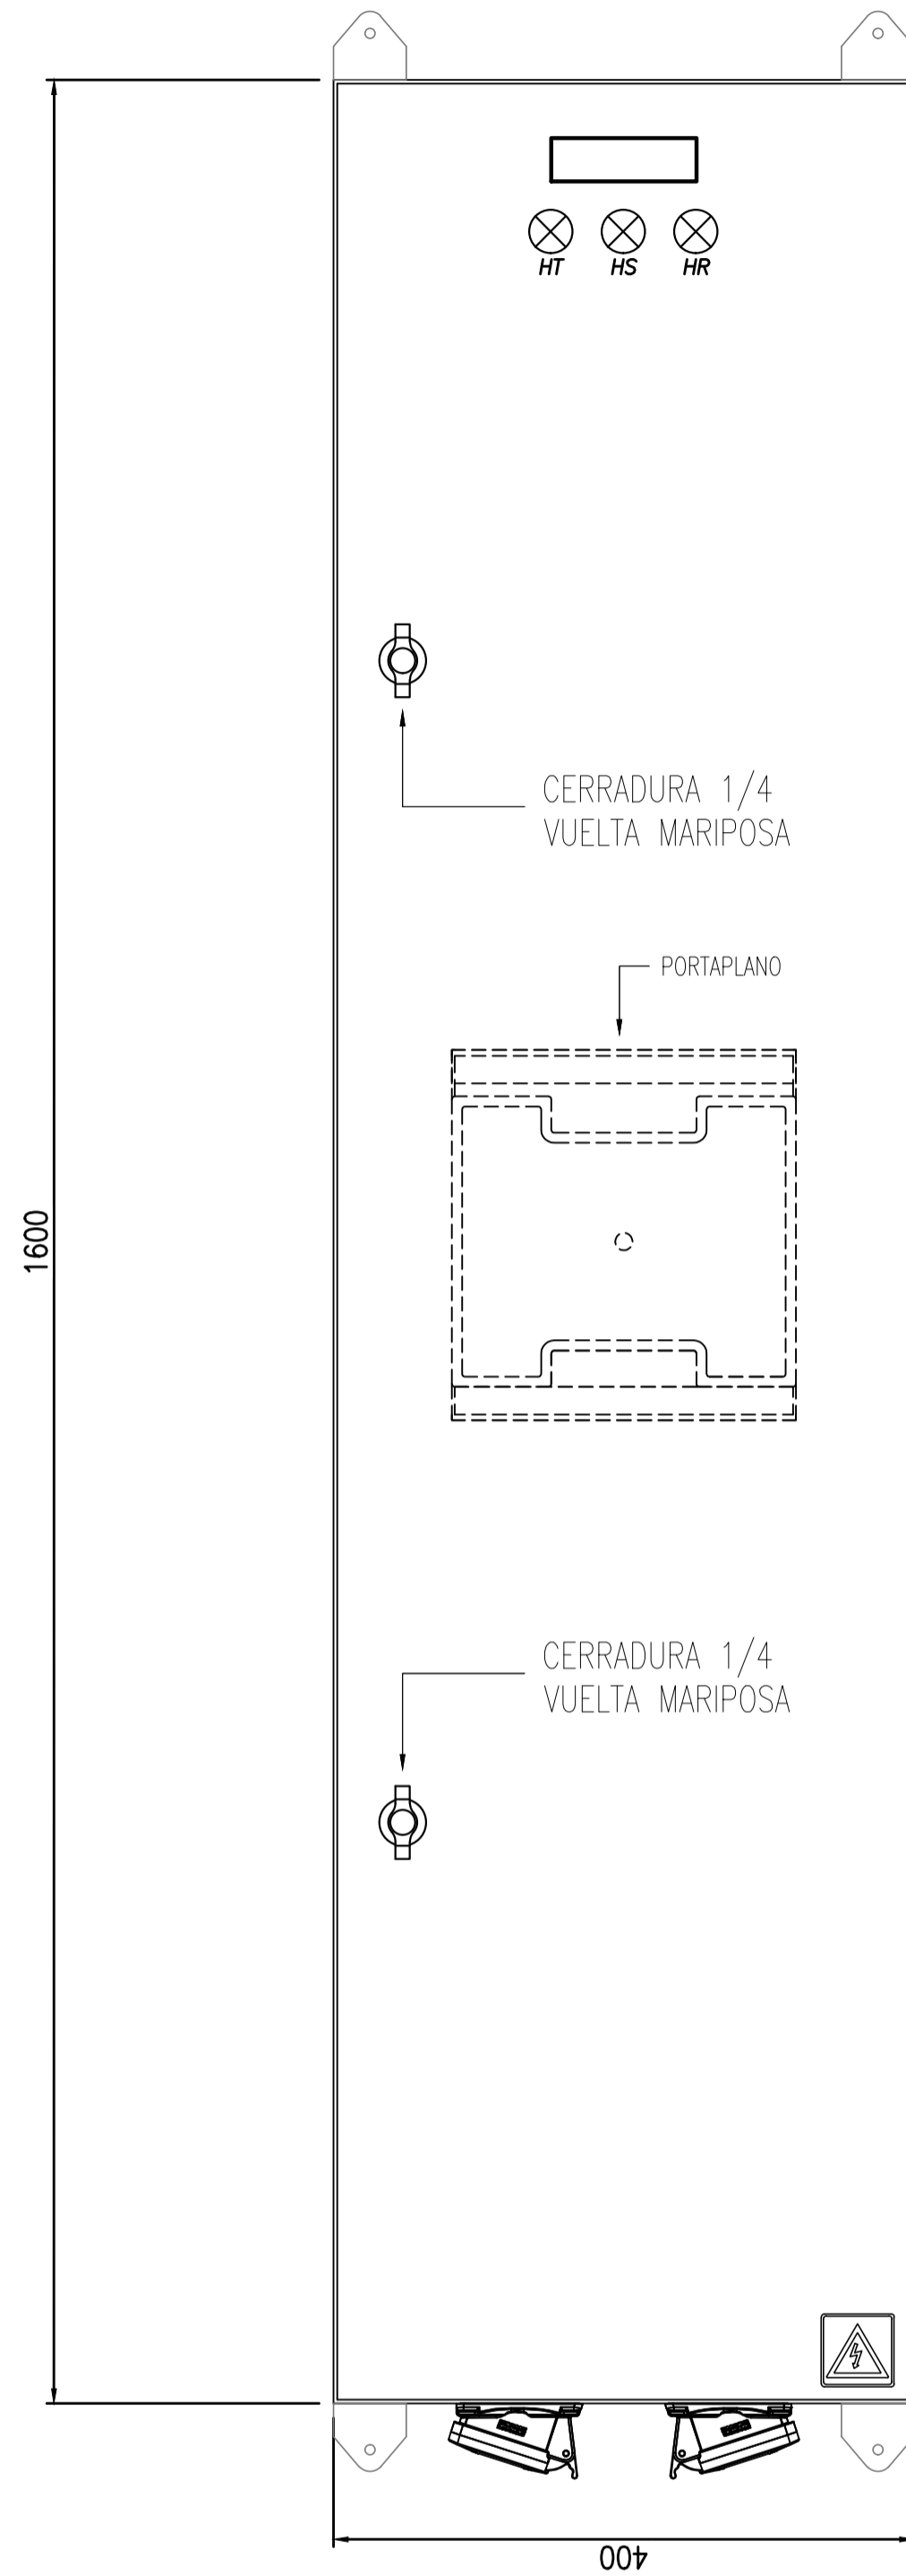 HT HS HR
CERRADURA 1/4
VUELTA MARIPOSA
PORTAPLANO
1600
CERRADURA 1/4
VUELTA MARIPOSA
400